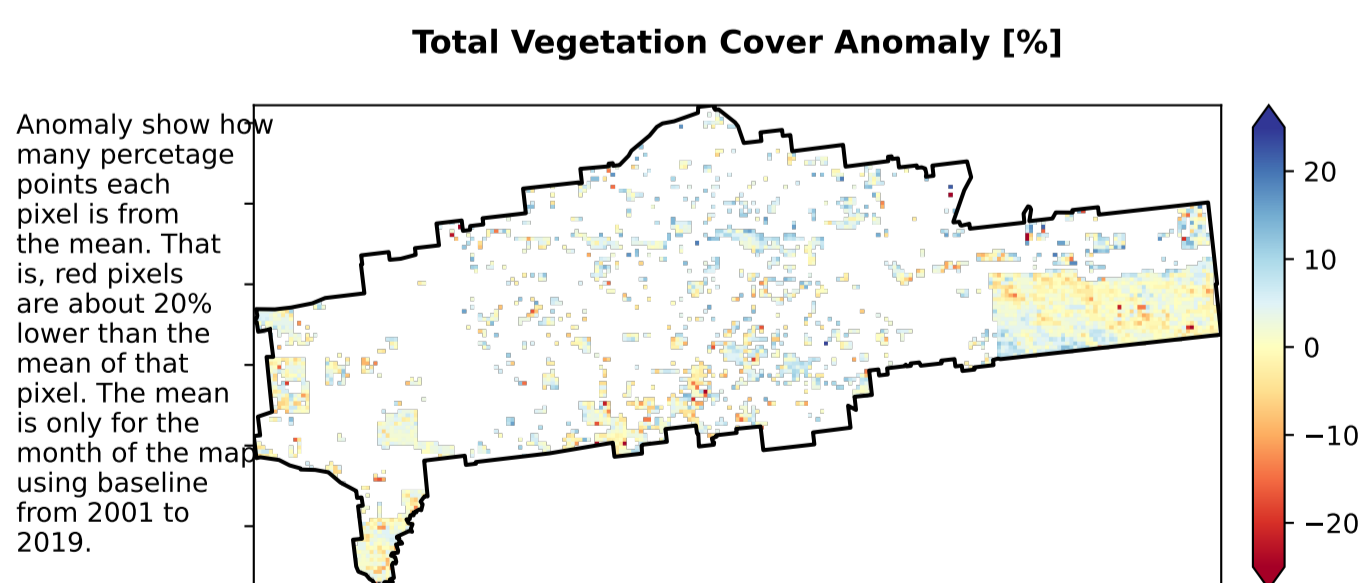 Total Vegetation Cover Anomaly [%]
Anomaly show how
many percetage
points each
pixel is from
the mean. That
is, red pixels
are about 20%
lower than the
mean of that
pixel. The mean
is only for the
month of the map
using baseline
from 2001 to
2019.
20
10
0
−10
−20